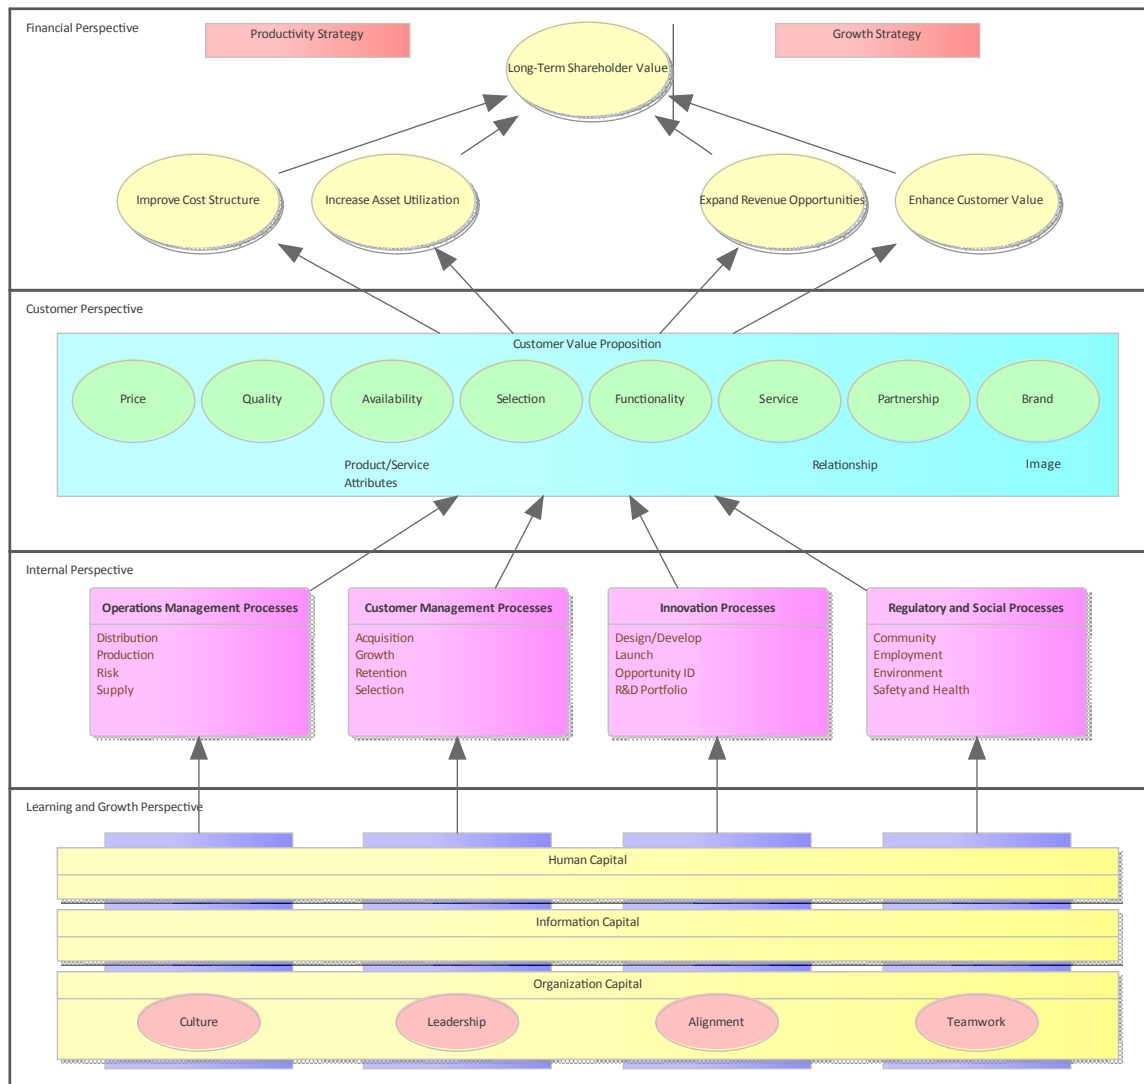 Financial Perspective
Productivity Strategy
Growth Strategy
Long-Term Shareholder Value
Improve Cost Structure
Increase Asset Utilization
Expand Revenue Opportunities
Enhance Customer Value
Customer Perspective
Customer Value Proposition
Price
Quality
Availability
Selection
Functionality
Service
Partnership
Brand
Product/Service
Attributes
Relationship
Image
Internal Perspective
Operations Management Processes
Distribution
Production
Risk
Supply
Customer Management Processes
Acquisition
Growth
Retention
Selection
Innovation Processes
Design/Develop
Launch
Opportunity ID
R&D Portfolio
Regulatory and Social Processes
Community
Employment
Environment
Safety and Health
Learning and Growth Perspective
Human Capital
Information Capital
Organization Capital
Culture
Leadership
Alignment
Teamwork